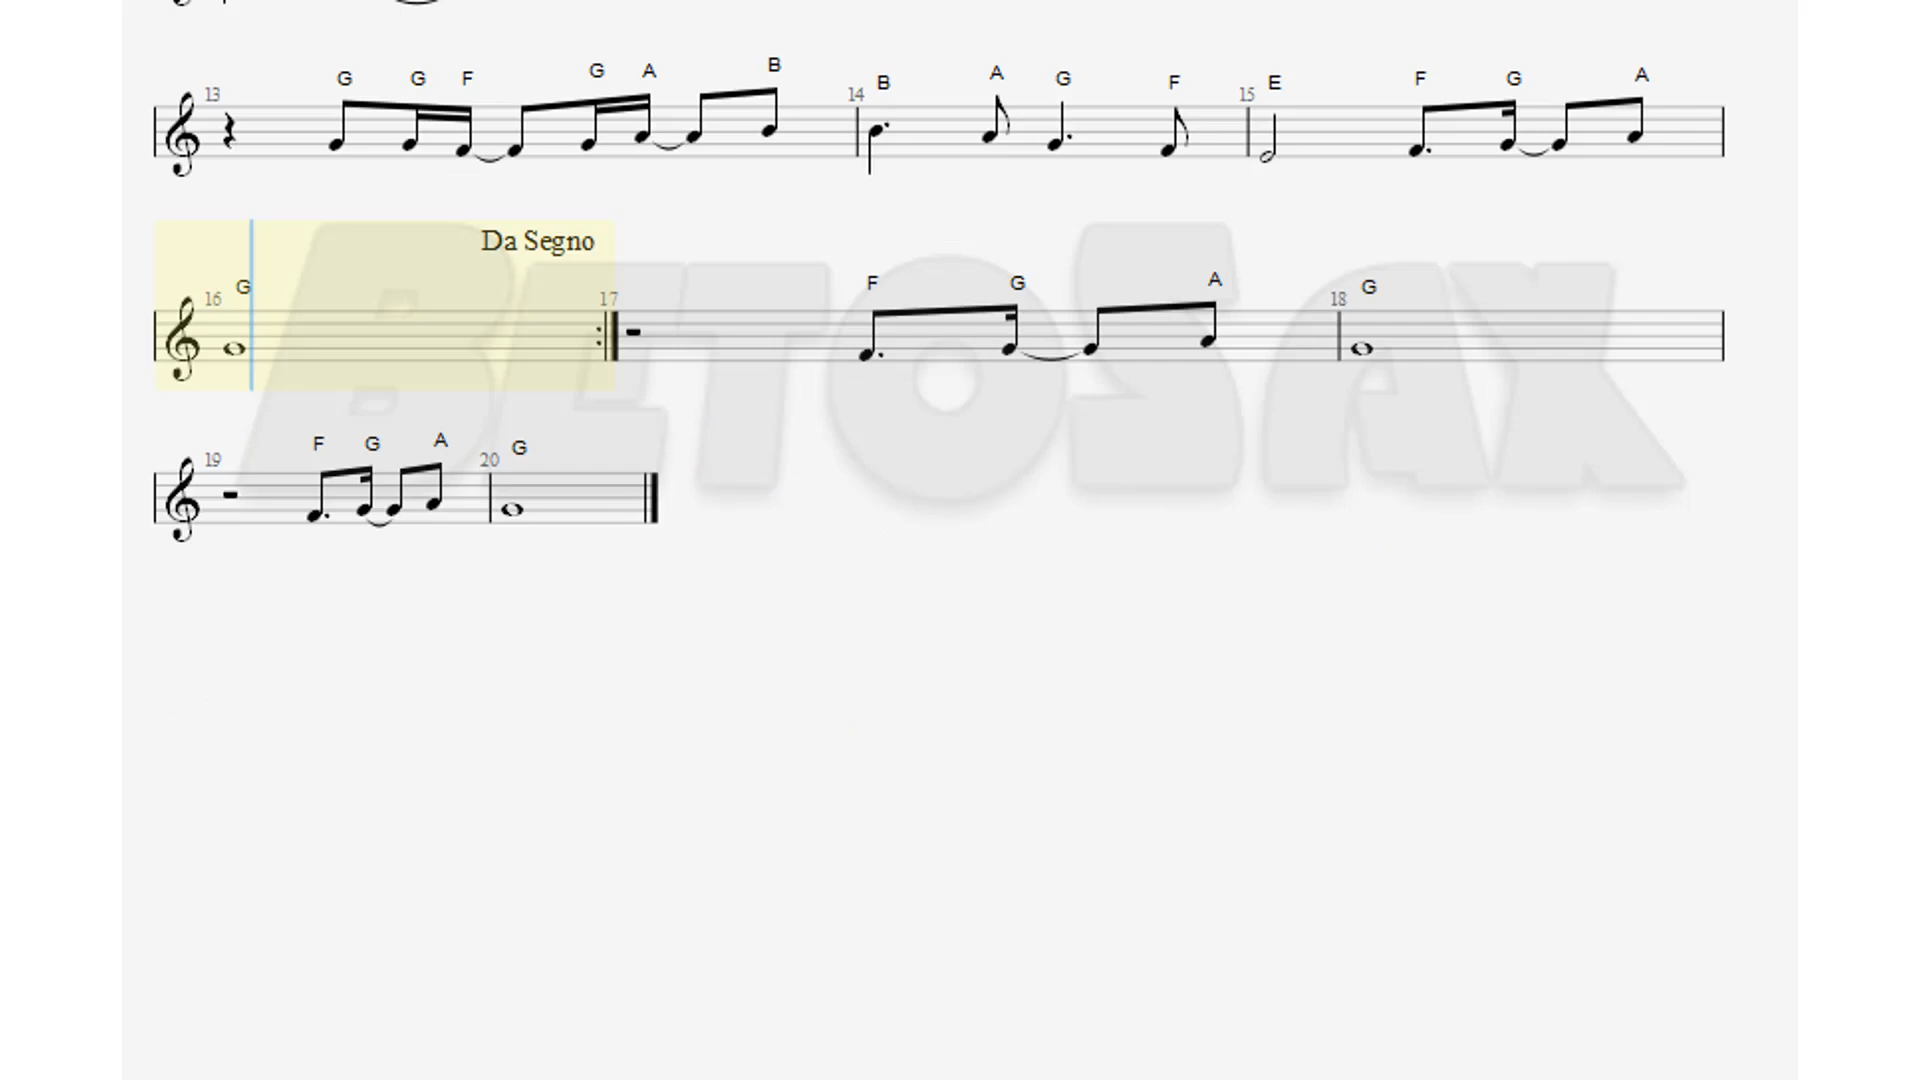 G G F G A B B A G F E F G A
13 14 15
Da Segno
G F G A G
16 17 18
BETOSAX
F G A G
19 20